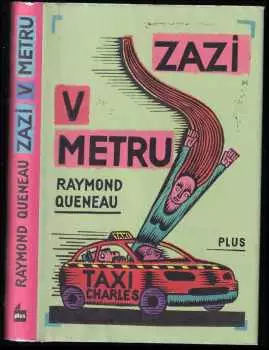 RAYMOND QUENEAU ZAZI V METRU
plus
ZAZI
V
METRU
RAYMOND
QUENEAU
PLUS
TAXI
TAXI
CHARLES